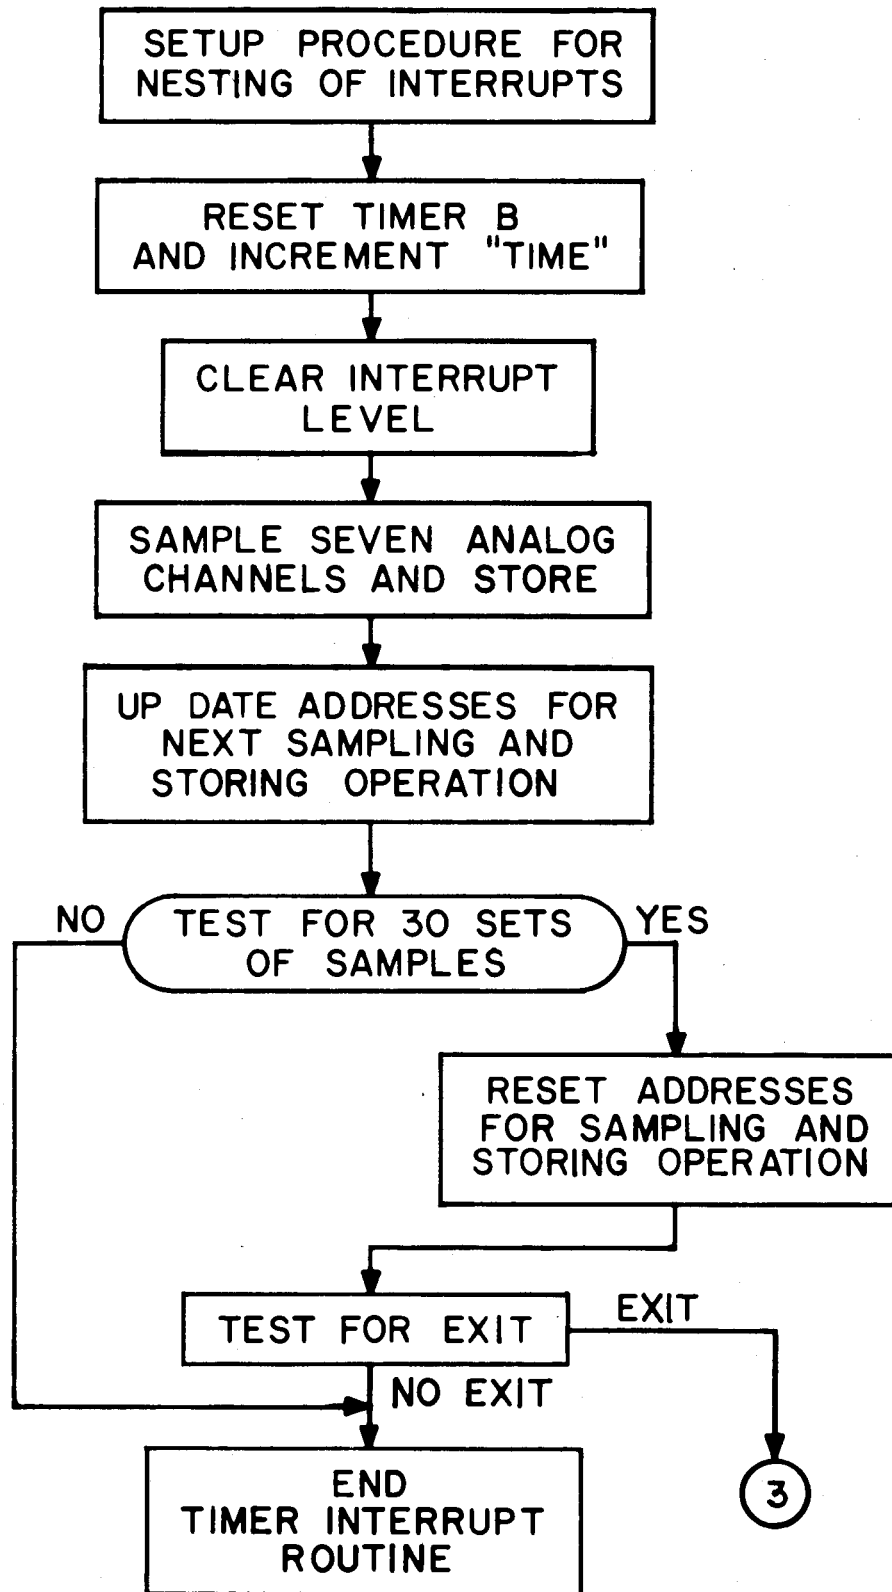 SETUP PROCEDURE FOR
NESTING OF INTERRUPTS
RESET TIMER B
AND INCREMENT "TIME"
CLEAR INTERRUPT
LEVEL
SAMPLE SEVEN ANALOG
CHANNELS AND STORE
UP DATE ADDRESSES FOR
NEXT SAMPLING AND
STORING OPERATION
NO
TEST FOR 30 SETS
OF SAMPLES
YES
RESET ADDRESSES
FOR SAMPLING AND
STORING OPERATION
TEST FOR EXIT
EXIT
NO EXIT
END
TIMER INTERRUPT
ROUTINE
3